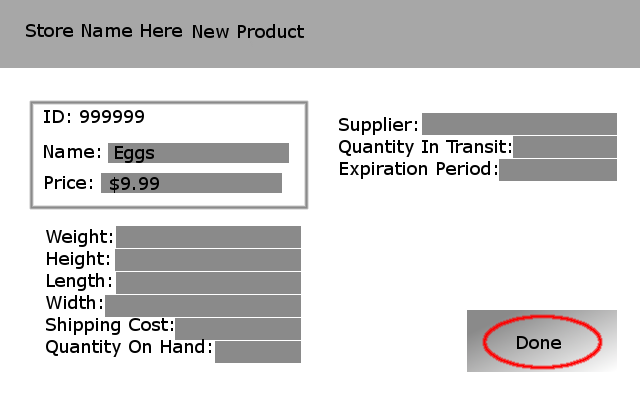 Store Name Here New Product
ID: 999999
Name: Eggs
Price: $9.99
Supplier:
Quantity In Transit:
Expiration Period:
Weight:
Height:
Length:
Width:
Shipping Cost:
Quantity On Hand:
Done